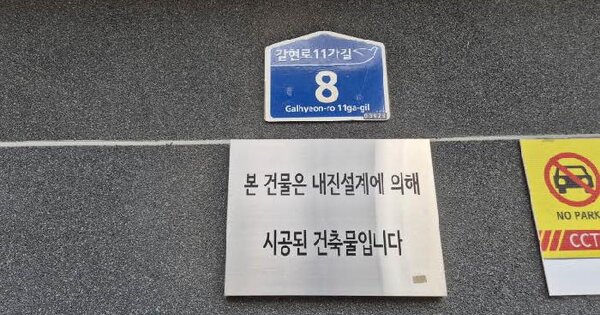 갈현로11가길
8
Galhyeon-ro 11ga-gil
본 건물은 내진설계에 의해
시공된 건축물입니다
NO PARK
CCT